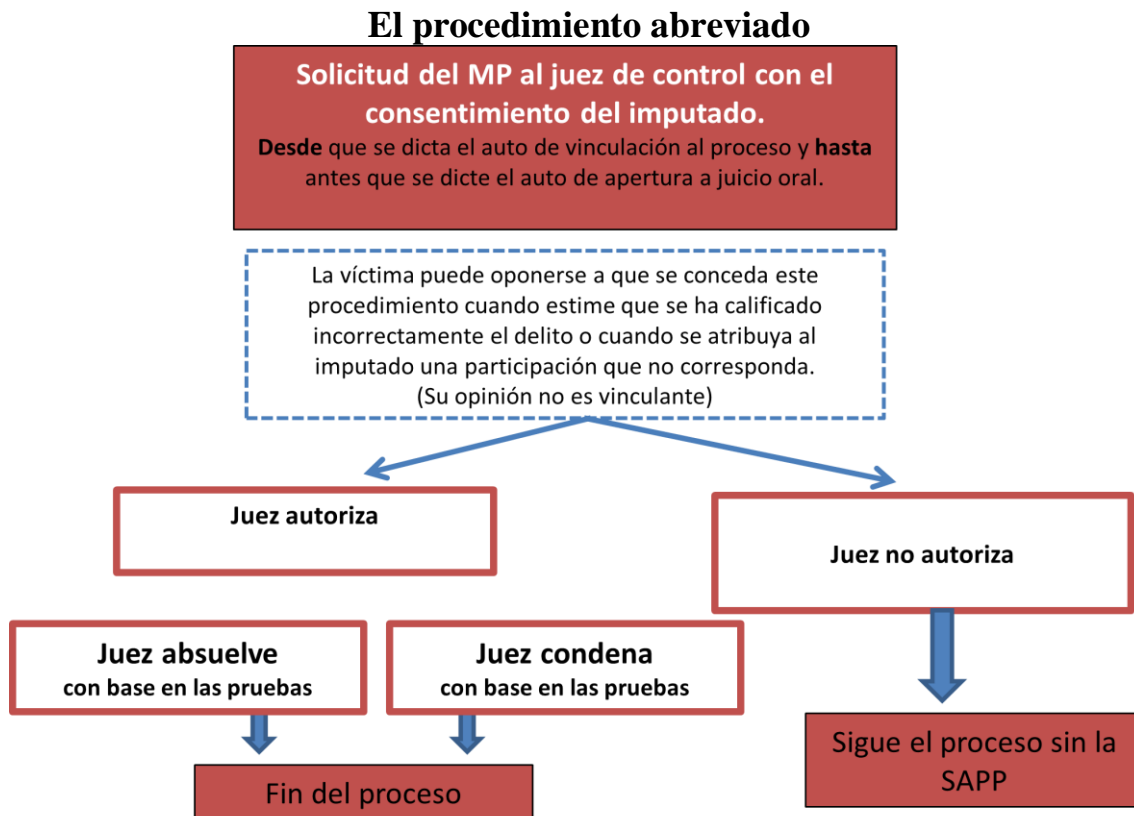 El procedimiento abreviado
Solicitud del MP al juez de control con el
consentimiento del imputado.
Desde que se dicta el auto de vinculación al proceso y hasta
antes que se dicte el auto de apertura a juicio oral.
La víctima puede oponerse a que se conceda este
procedimiento cuando estime que se ha calificado
incorrectamente el delito o cuando se atribuya al
imputado una participación que no corresponda.
(Su opinión no es vinculante)
Juez autoriza
Juez no autoriza
Juez absuelve
con base en las pruebas
Juez condena
con base en las pruebas
Sigue el proceso sin la
SAPP
Fin del proceso